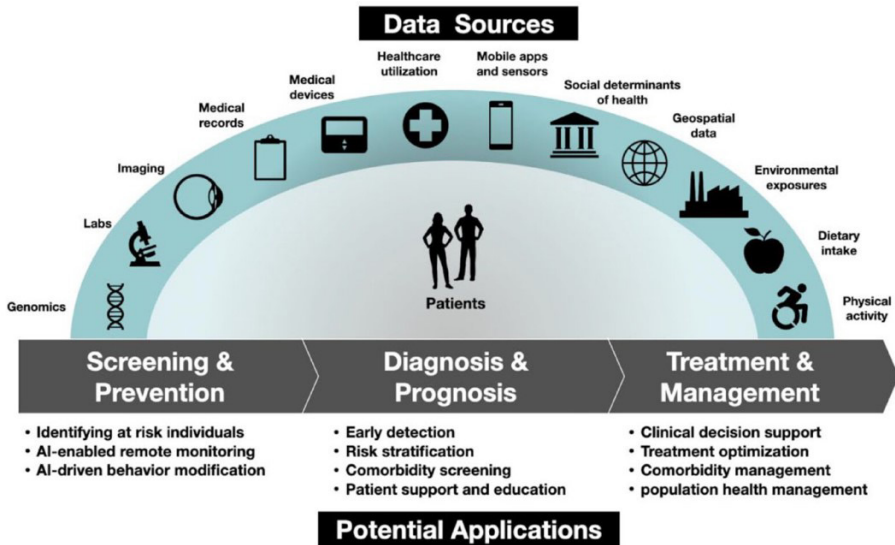 Data Sources
Healthcare
utilization
Mobile apps
and sensors
Medical
devices
Social determinants
of health
Medical
records
Geospatial
data
Imaging
Environmental
exposures
Labs
Dietary
intake
Genomics
Physical
activity
Patients
Screening &
Prevention
Diagnosis &
Prognosis
Treatment &
Management
• Identifying at risk individuals
• AI-enabled remote monitoring
• AI-driven behavior modification
• Early detection
• Risk stratification
• Comorbidity screening
• Patient support and education
• Clinical decision support
• Treatment optimization
• Comorbidity management
• population health management
Potential Applications